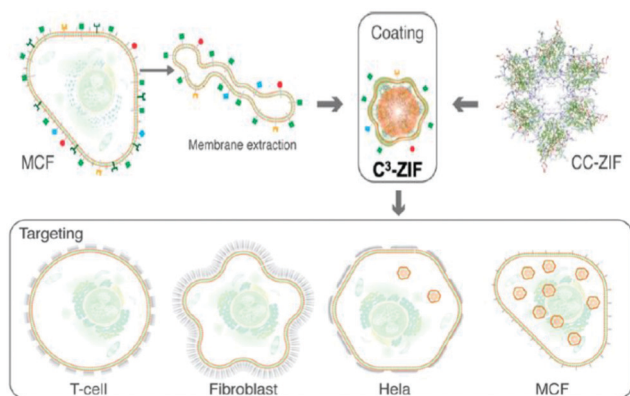 Coating
MCF
Membrane extraction
C³-ZIF
CC-ZIF
Targeting
T-cell
Fibroblast
Hela
MCF